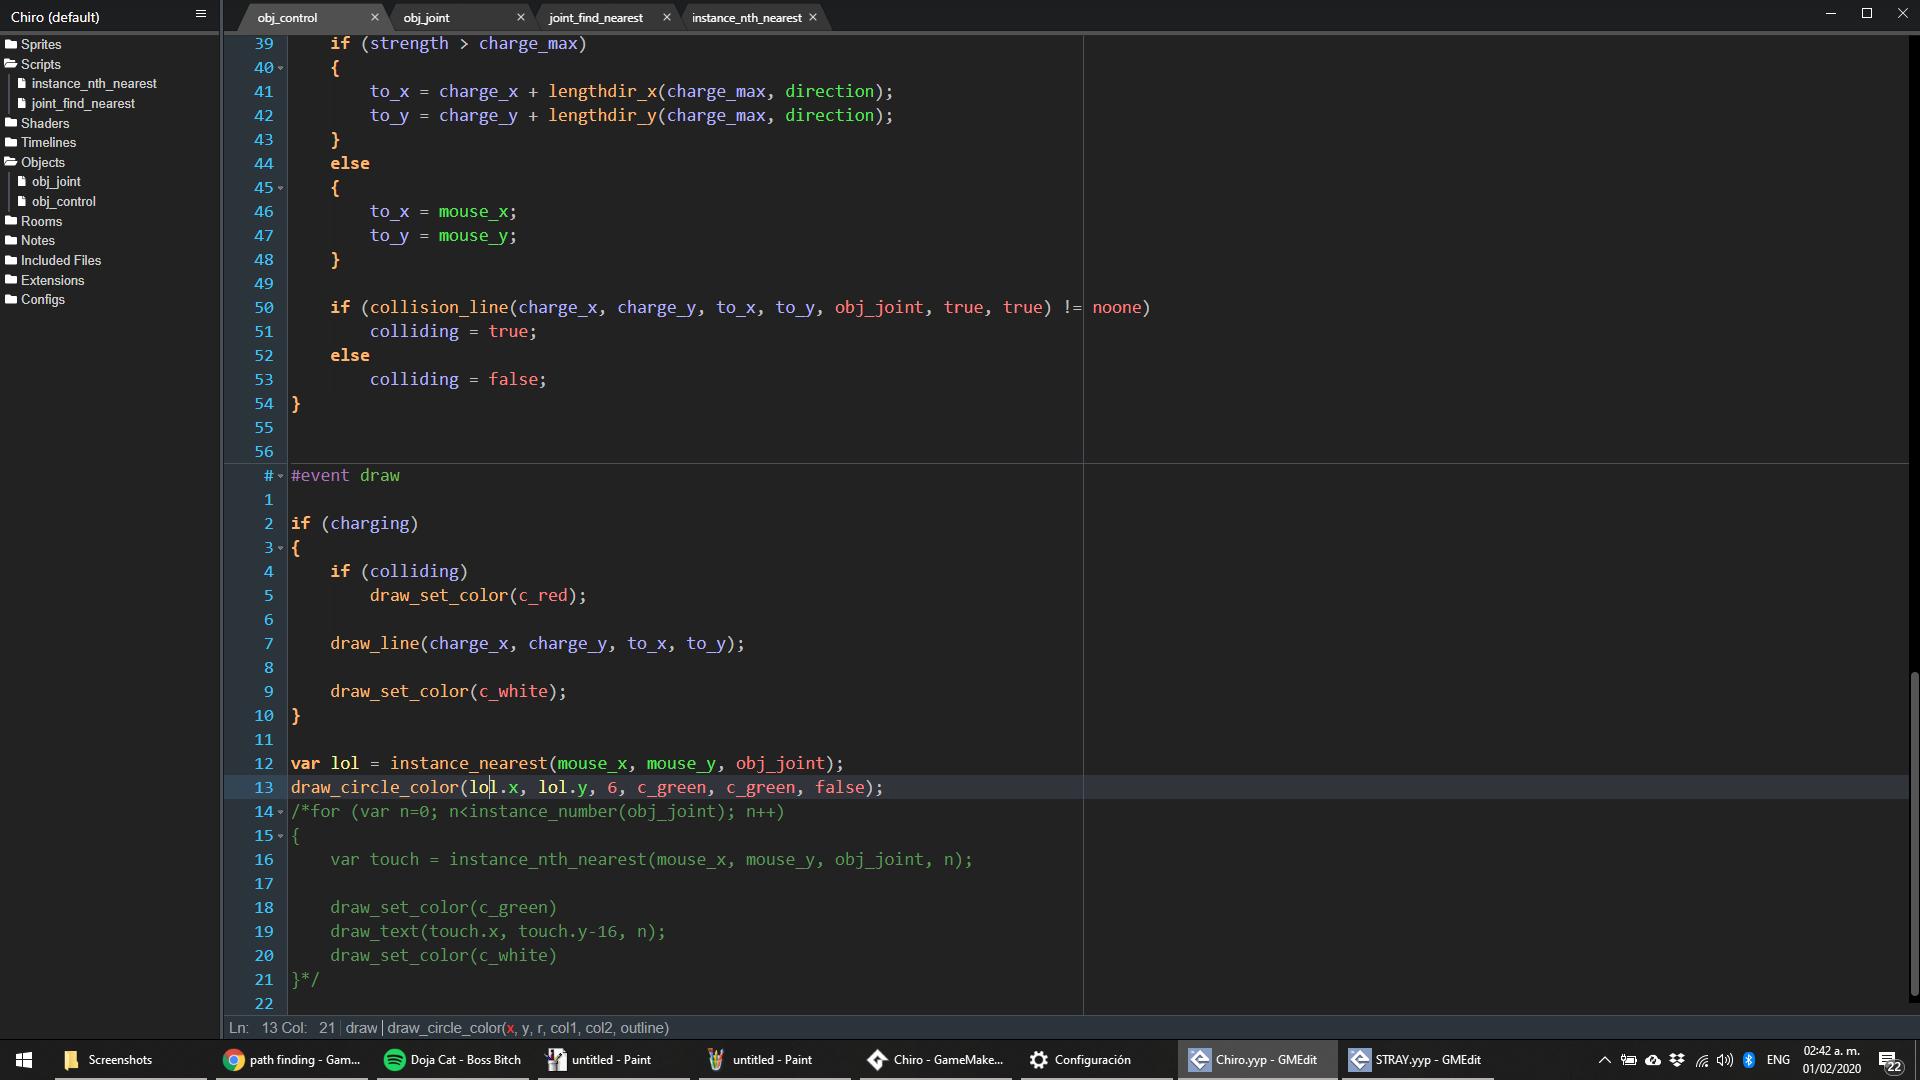 Chiro (default)
obj_control
obj_joint
joint_find_nearest
instance_nth_nearest
Sprites
Scripts
instance_nth_nearest
joint_find_nearest
Shaders
Timelines
Objects
obj_joint
obj_control
Rooms
Notes
Included Files
Extensions
Configs
39 if (strength > charge_max)
40 {
41 to_x = charge_x + lengthdir_x(charge_max, direction);
42 to_y = charge_y + lengthdir_y(charge_max, direction);
43 }
44 else
45 {
46 to_x = mouse_x;
47 to_y = mouse_y;
48 }
49
50 if (collision_line(charge_x, charge_y, to_x, to_y, obj_joint, true, true) != noone)
51 colliding = true;
52 else
53 colliding = false;
54 }
55
56
# #event draw
1
2 if (charging)
3 {
4 if (colliding)
5 draw_set_color(c_red);
6
7 draw_line(charge_x, charge_y, to_x, to_y);
8
9 draw_set_color(c_white);
10 }
11
12 var lol = instance_nearest(mouse_x, mouse_y, obj_joint);
13 draw_circle_color(lol.x, lol.y, 6, c_green, c_green, false);
14 /*for (var n=0; n<instance_number(obj_joint); n++)
15 {
16 var touch = instance_nth_nearest(mouse_x, mouse_y, obj_joint, n);
17
18 draw_set_color(c_green)
19 draw_text(touch.x, touch.y-16, n);
20 draw_set_color(c_white)
21 }*/
22
Ln: 13 Col: 21 draw draw_circle_color(x, y, r, col1, col2, outline)
Screenshots
path finding - Gam...
Doja Cat - Boss Bitch
untitled - Paint
untitled - Paint
Chiro - GameMake...
Configuración
Chiro.yyp - GMEdit
STRAY.yyp - GMEdit
ENG
02:42 a. m.
01/02/2020
22